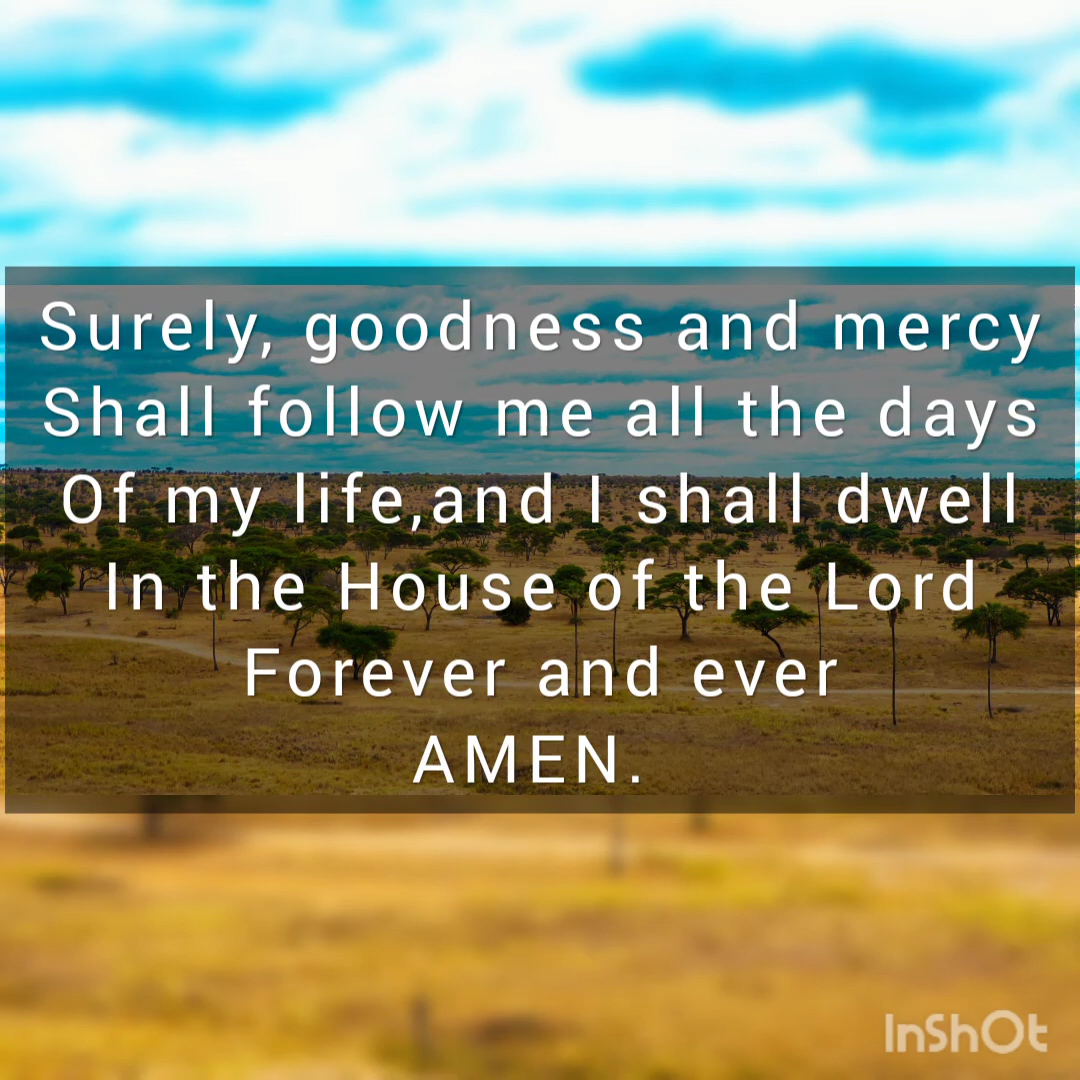 Surely, goodness and mercy
Shall follow me all the days
Of my life,and I shall dwell
In the House of the Lord
Forever and ever
AMEN.
InShOt